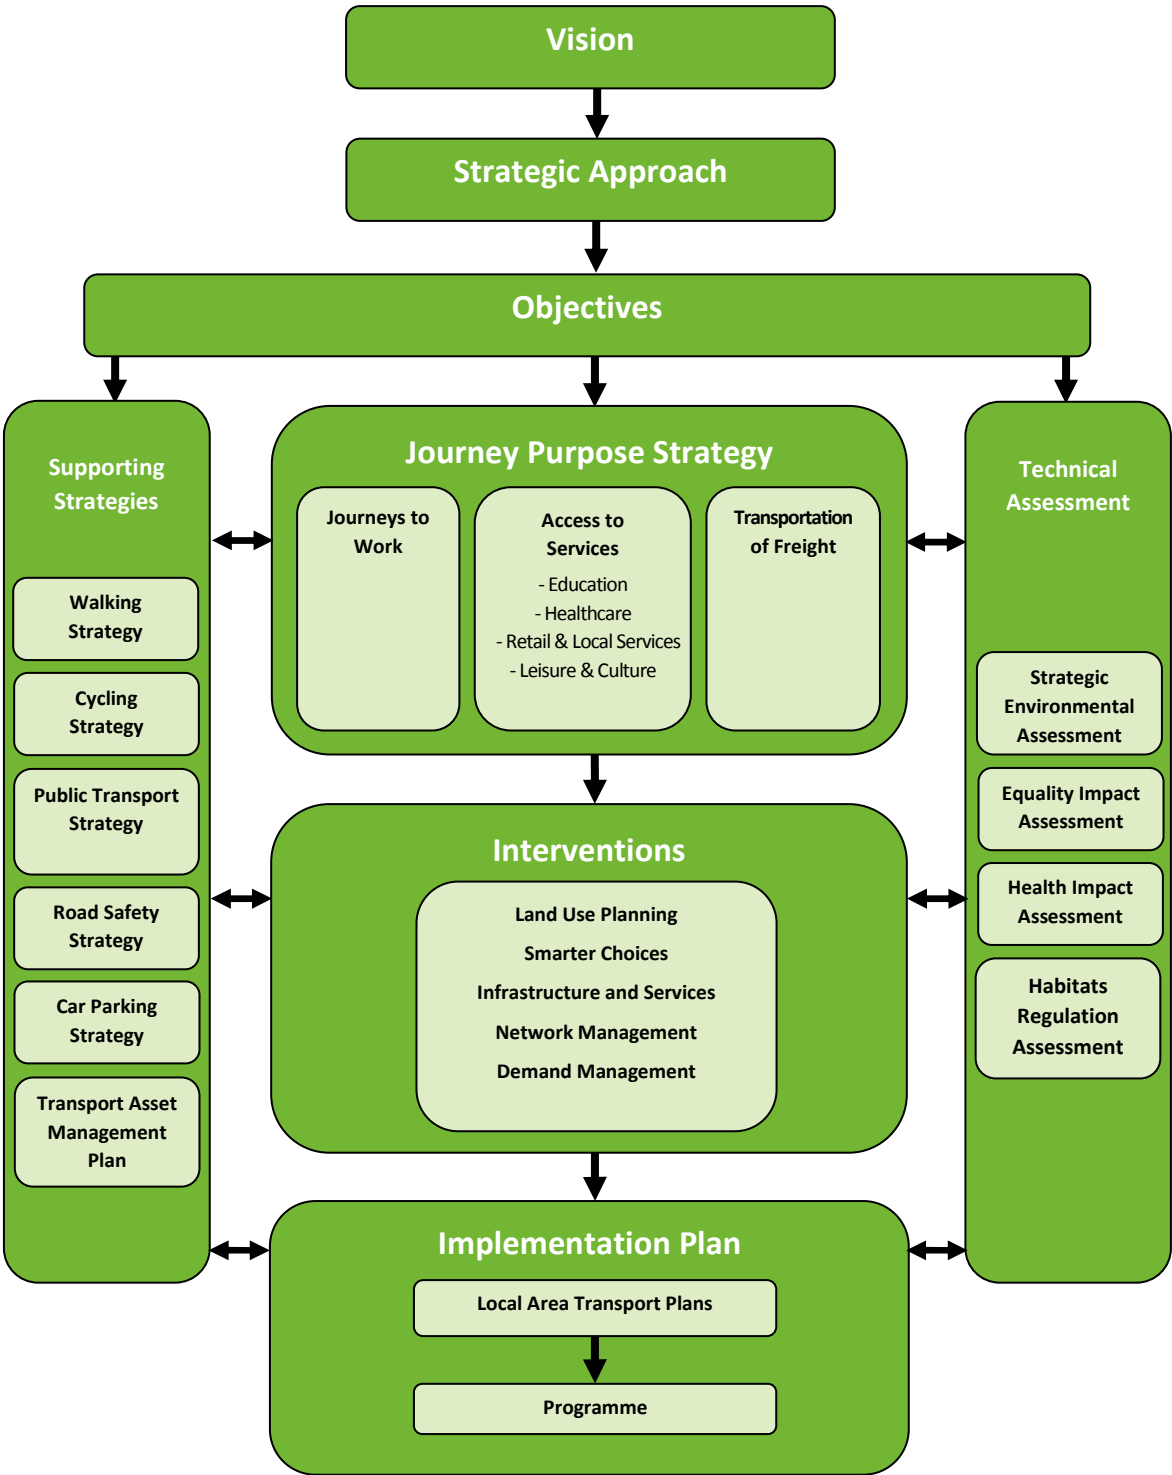 Vision
Strategic Approach
Objectives
Supporting
Strategies
Walking
Strategy
Cycling
Strategy
Public Transport
Strategy
Road Safety
Strategy
Car Parking
Strategy
Transport Asset
Management
Plan
Journey Purpose Strategy
Journeys to
Work
Access to
Services
- Education
- Healthcare
- Retail & Local Services
- Leisure & Culture
Transportation
of Freight
Interventions
Land Use Planning
Smarter Choices
Infrastructure and Services
Network Management
Demand Management
Implementation Plan
Local Area Transport Plans
Programme
Technical
Assessment
Strategic
Environmental
Assessment
Equality Impact
Assessment
Health Impact
Assessment
Habitats
Regulation
Assessment